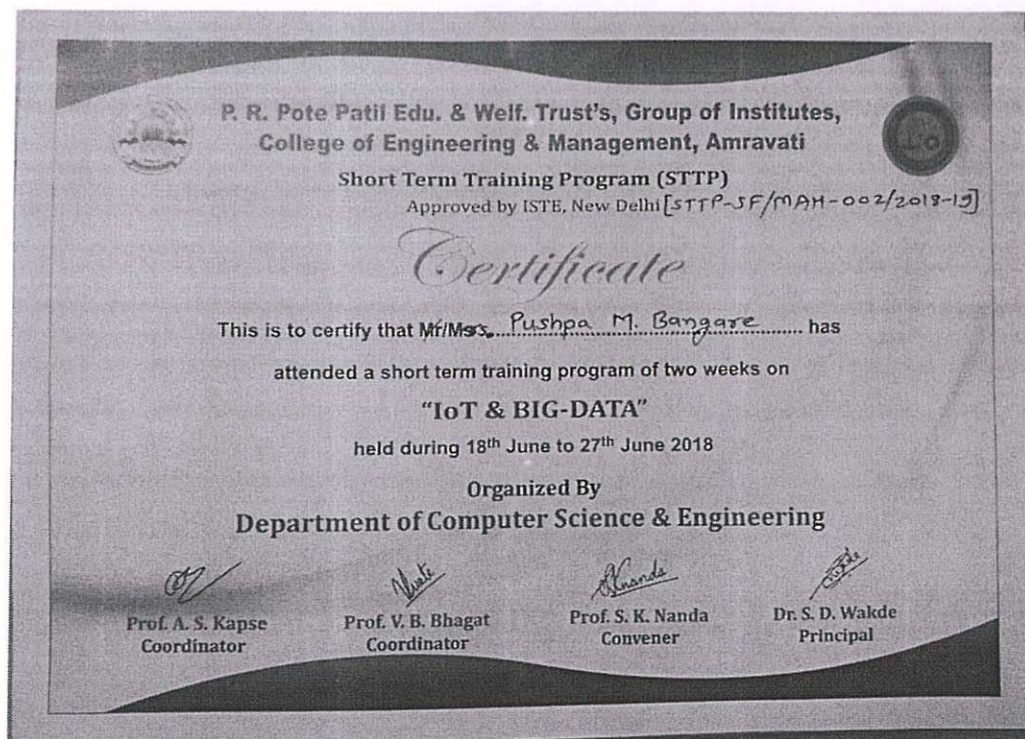 P. R. Pote Patil Edu. & Welf. Trust's, Group of Institutes,
College of Engineering & Management, Amravati
Short Term Training Program (STTP)
Approved by ISTE, New Delhi [STTP-SF/MAH-002/2018-19]
Certificate
This is to certify that Mr/Mrs. Pushpa M. Bangare has
attended a short term training program of two weeks on
"IoT & BIG-DATA"
held during 18th June to 27th June 2018
Organized By
Department of Computer Science & Engineering
Prof. A. S. Kapse
Coordinator
Prof. V. B. Bhagat
Coordinator
Prof. S. K. Nanda
Convener
Dr. S. D. Wakde
Principal